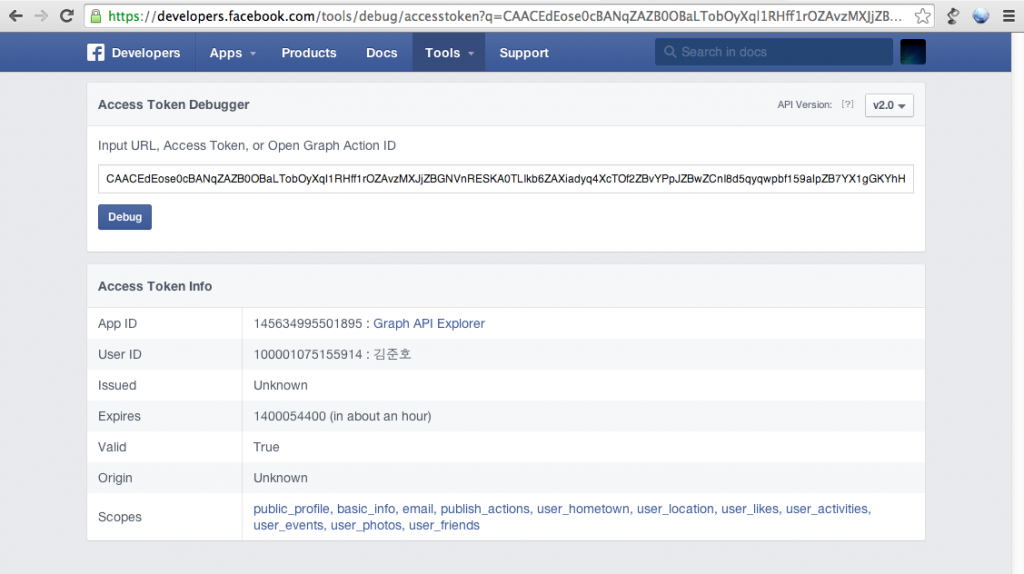 https://developers.facebook.com/tools/debug/accesstoken?q=CAACEdEose0cBANqZAZB0OBaLTobOyXqI1RHff1rOZAvzMXJjZB...
Developers Apps Products Docs Tools Support Search in docs
Access Token Debugger API Version: [?] v2.0
Input URL, Access Token, or Open Graph Action ID
CAACEdEose0cBANqZAZB0OBaLTobOyXqI1RHff1rOZAvzMXJjZBGNVnRESKA0TLIkb6ZAXiadyq4XcTOf2ZBvYPpJZBwZCnI8d5qyqwpbf159aIpZB7YX1gGKYhH
Debug
Access Token Info
App ID 145634995501895 : Graph API Explorer
User ID 100001075155914 : 김준호
Issued Unknown
Expires 1400054400 (in about an hour)
Valid True
Origin Unknown
Scopes public_profile, basic_info, email, publish_actions, user_hometown, user_location, user_likes, user_activities,
user_events, user_photos, user_friends